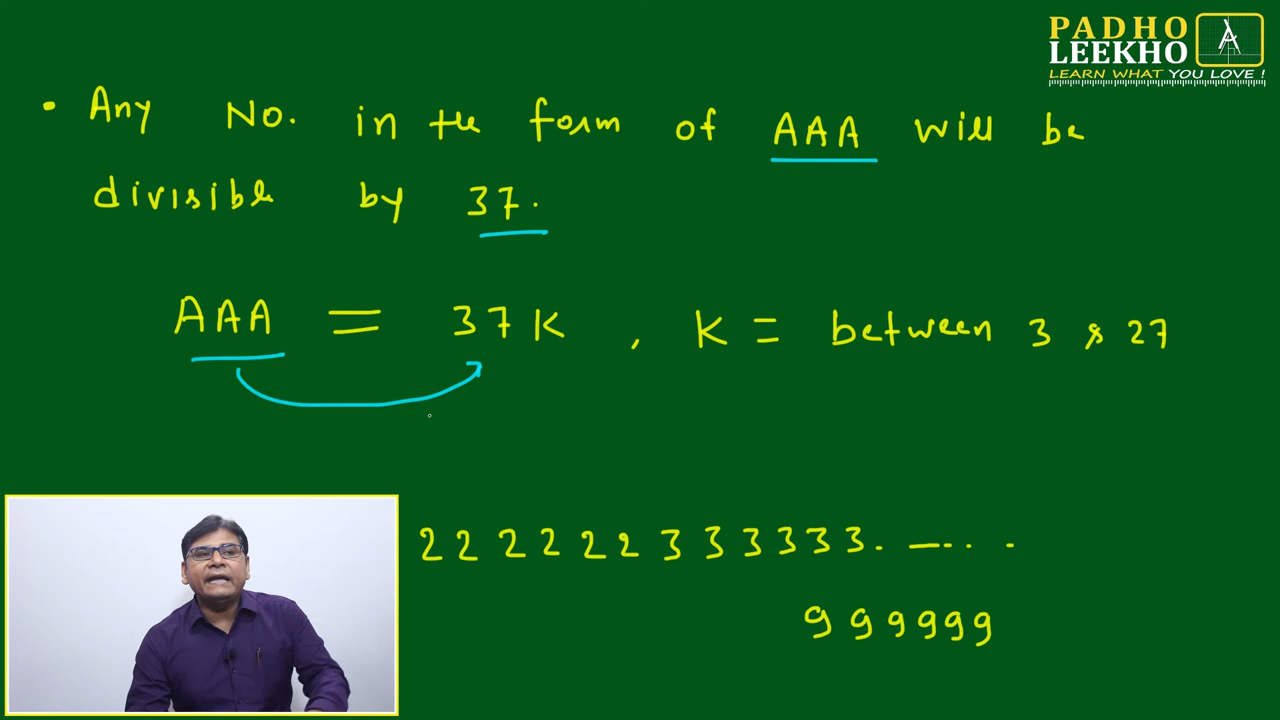 PADHO
LEEKHO
LEARN WHAT YOU LOVE !
• Any No. in the form of AAA will be
divisible by 37.
AAA = 37K , K = between 3 & 27
222222333333. —.. .
999999